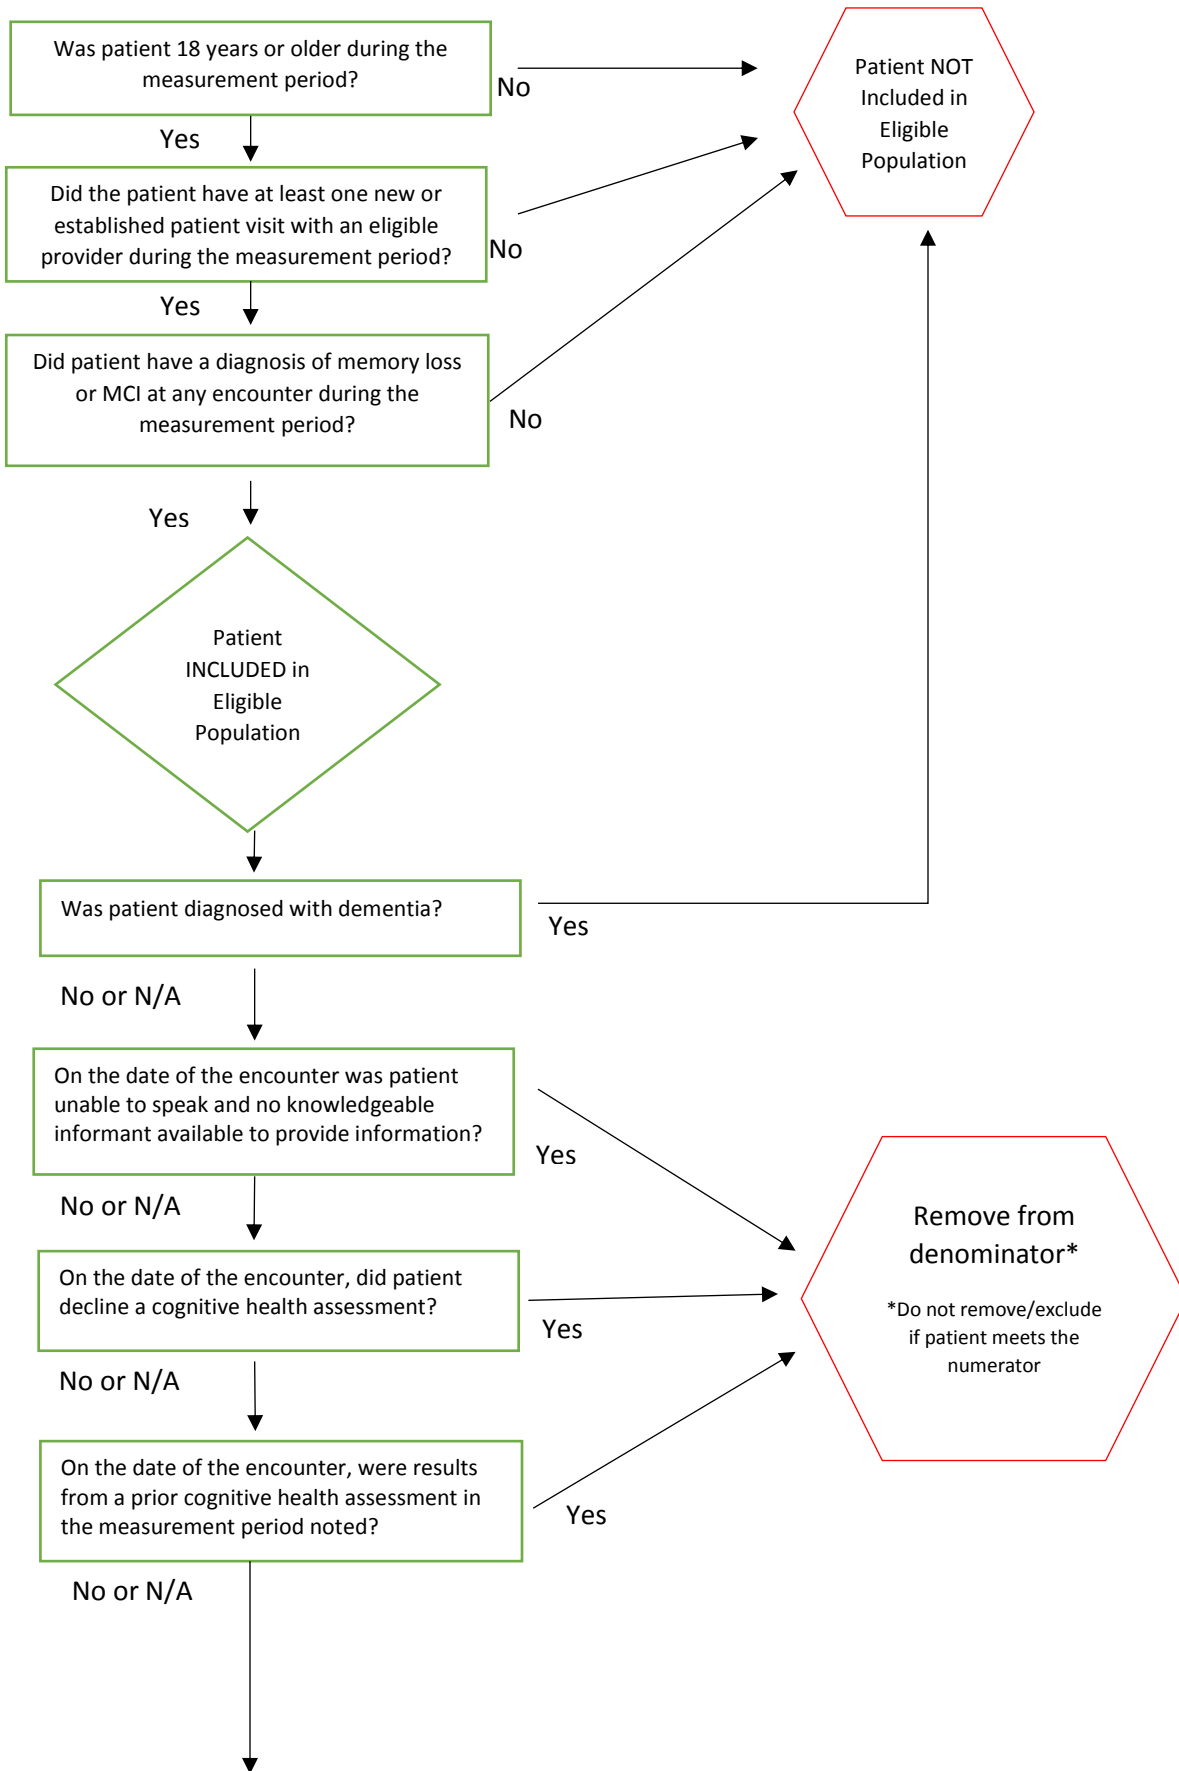 Was patient 18 years or older during the
measurement period?
No
Patient NOT
Included in
Eligible
Population
Yes
Did the patient have at least one new or
established patient visit with an eligible
provider during the measurement period?
No
Yes
Did patient have a diagnosis of memory loss
or MCI at any encounter during the
measurement period?
No
Yes
Patient
INCLUDED in
Eligible
Population
Was patient diagnosed with dementia?
Yes
No or N/A
On the date of the encounter was patient
unable to speak and no knowledgeable
informant available to provide information?
Yes
No or N/A
Remove from
denominator*
*Do not remove/exclude
if patient meets the
numerator
On the date of the encounter, did patient
decline a cognitive health assessment?
Yes
No or N/A
On the date of the encounter, were results
from a prior cognitive health assessment in
the measurement period noted?
Yes
No or N/A